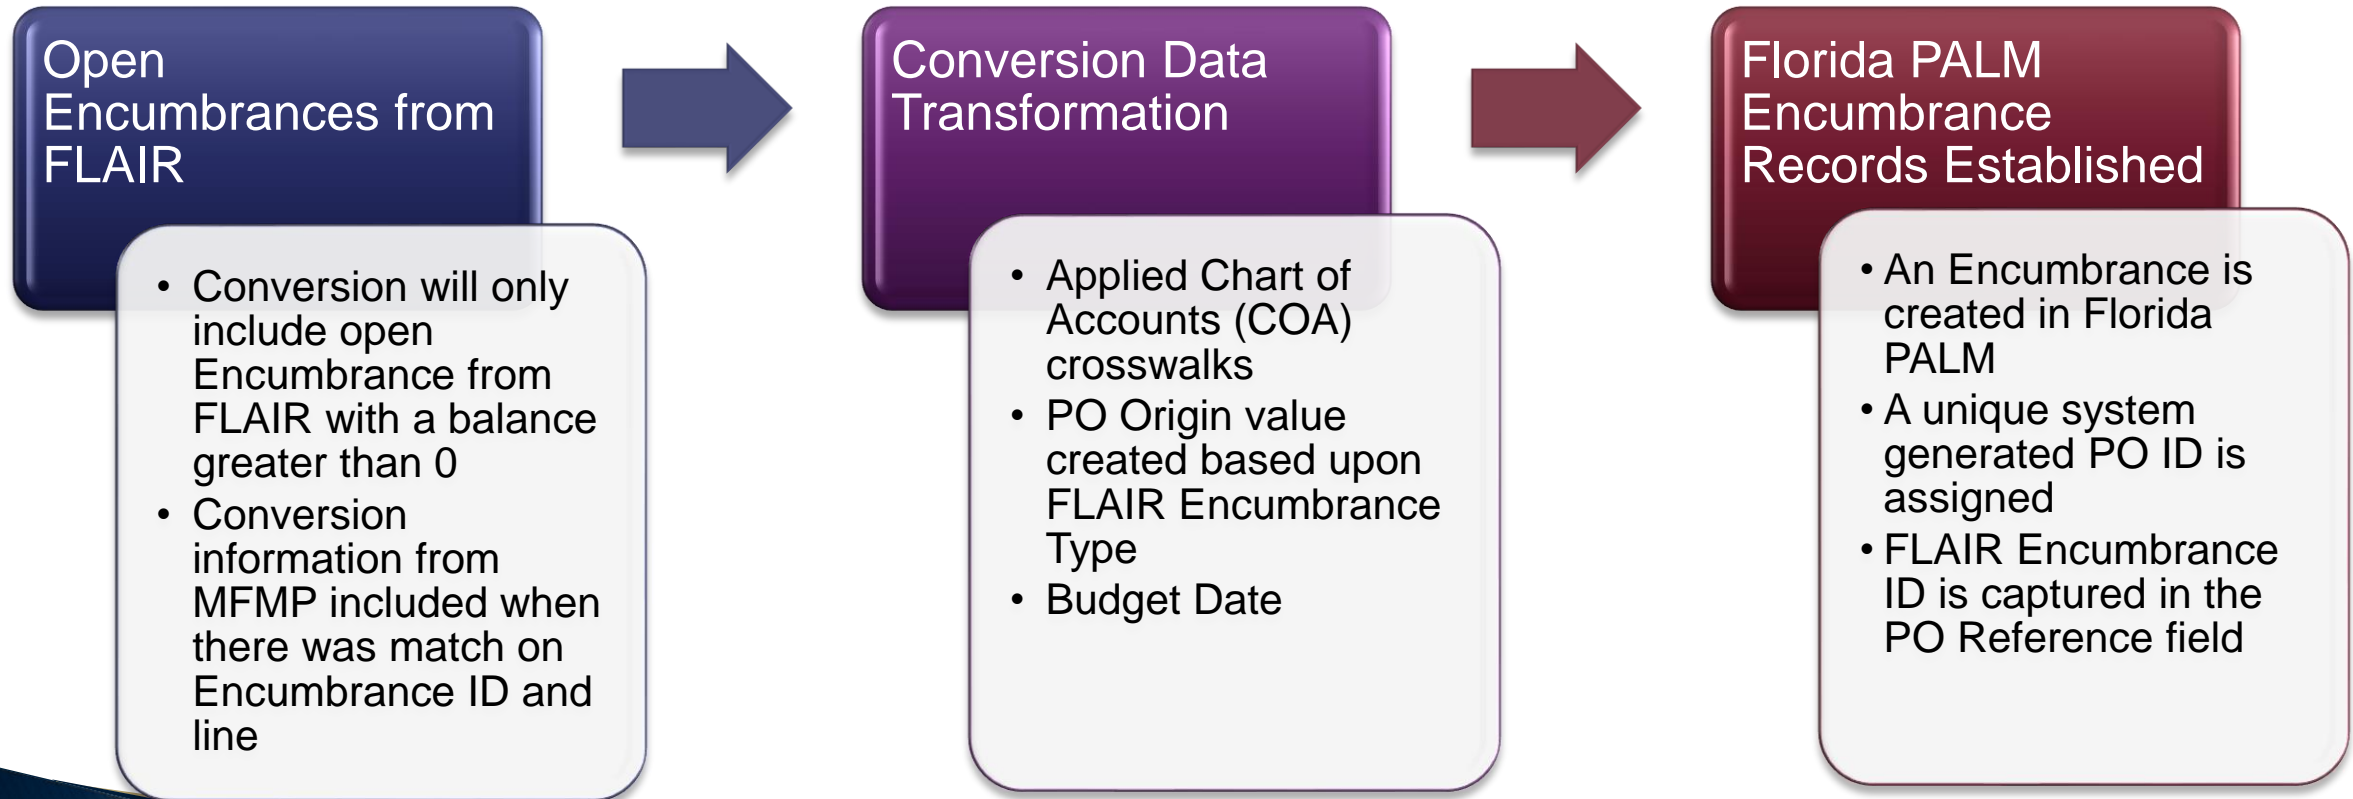 Open
Encumbrances from
FLAIR
• Conversion will only
include open
Encumbrance from
FLAIR with a balance
greater than 0
• Conversion
information from
MFMP included when
there was match on
Encumbrance ID and
line
Conversion Data
Transformation
• Applied Chart of
Accounts (COA)
crosswalks
• PO Origin value
created based upon
FLAIR Encumbrance
Type
• Budget Date
Florida PALM
Encumbrance
Records Established
• An Encumbrance is
created in Florida
PALM
• A unique system
generated PO ID is
assigned
• FLAIR Encumbrance
ID is captured in the
PO Reference field